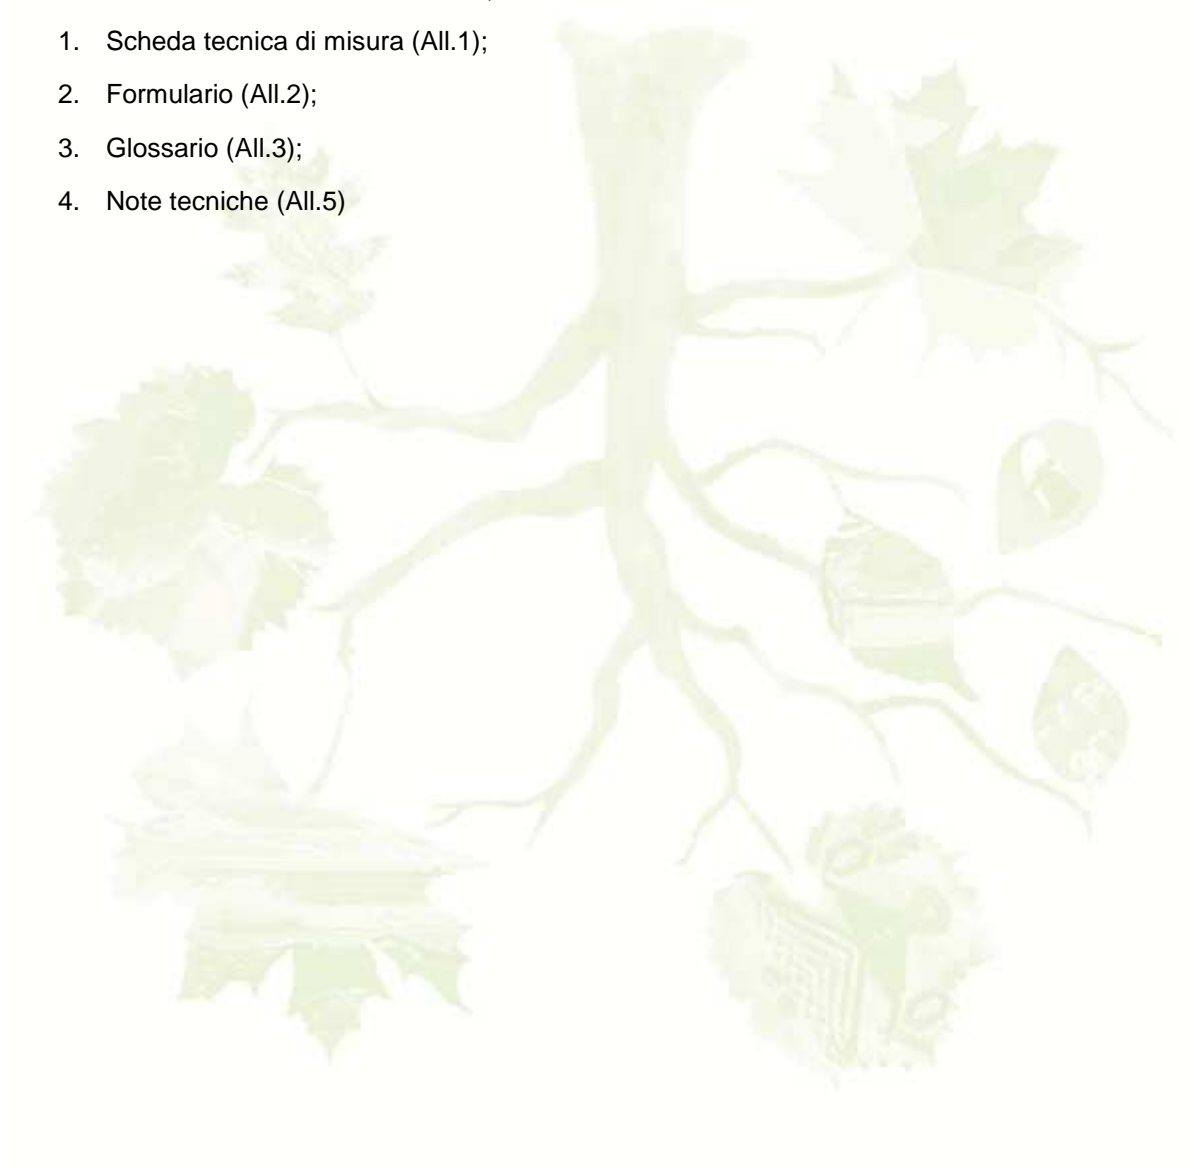 1. Scheda tecnica di misura (All.1);
2. Formulario (All.2);
3. Glossario (All.3);
4. Note tecniche (All.5)